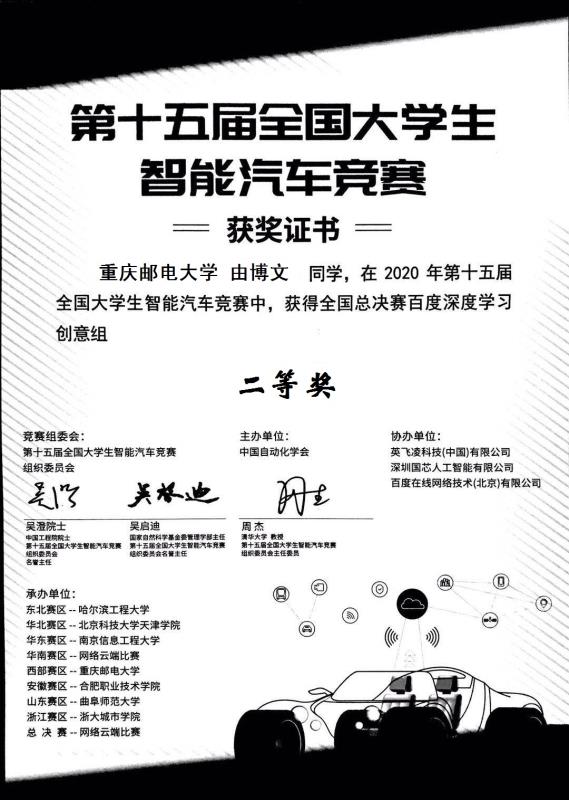 第十五届全国大学生
智能汽车竞赛
获奖证书
重庆邮电大学 由博文 同学，在 2020 年第十五届
全国大学生智能汽车竞赛中，获得全国总决赛百度深度学习
创意组
二等奖
竞赛组委会：
第十五届全国大学生智能汽车竞赛
组织委员会
主办单位：
中国自动化学会
协办单位：
英飞凌科技(中国)有限公司
深圳国芯人工智能有限公司
百度在线网络技术(北京)有限公司
吴启迪
吴澄院士
中国工程院院士
第十五届全国大学生智能汽车竞赛
组织委员会
名誉主任
吴启迪
国家自然科学基金委管理学部主任
第十五届全国大学生智能汽车竞赛
组织委员会名誉主任
周 杰
清华大学 教授
第十五届全国大学生智能汽车竞赛
组织委员会主任委员
承办单位：
东北赛区 -- 哈尔滨工程大学
华北赛区 -- 北京科技大学天津学院
华东赛区 -- 南京信息工程大学
华南赛区 -- 网络云端比赛
西部赛区 -- 重庆邮电大学
安徽赛区 -- 合肥职业技术学院
山东赛区 -- 曲阜师范大学
浙江赛区 -- 浙大城市学院
总 决 赛 -- 网络云端比赛